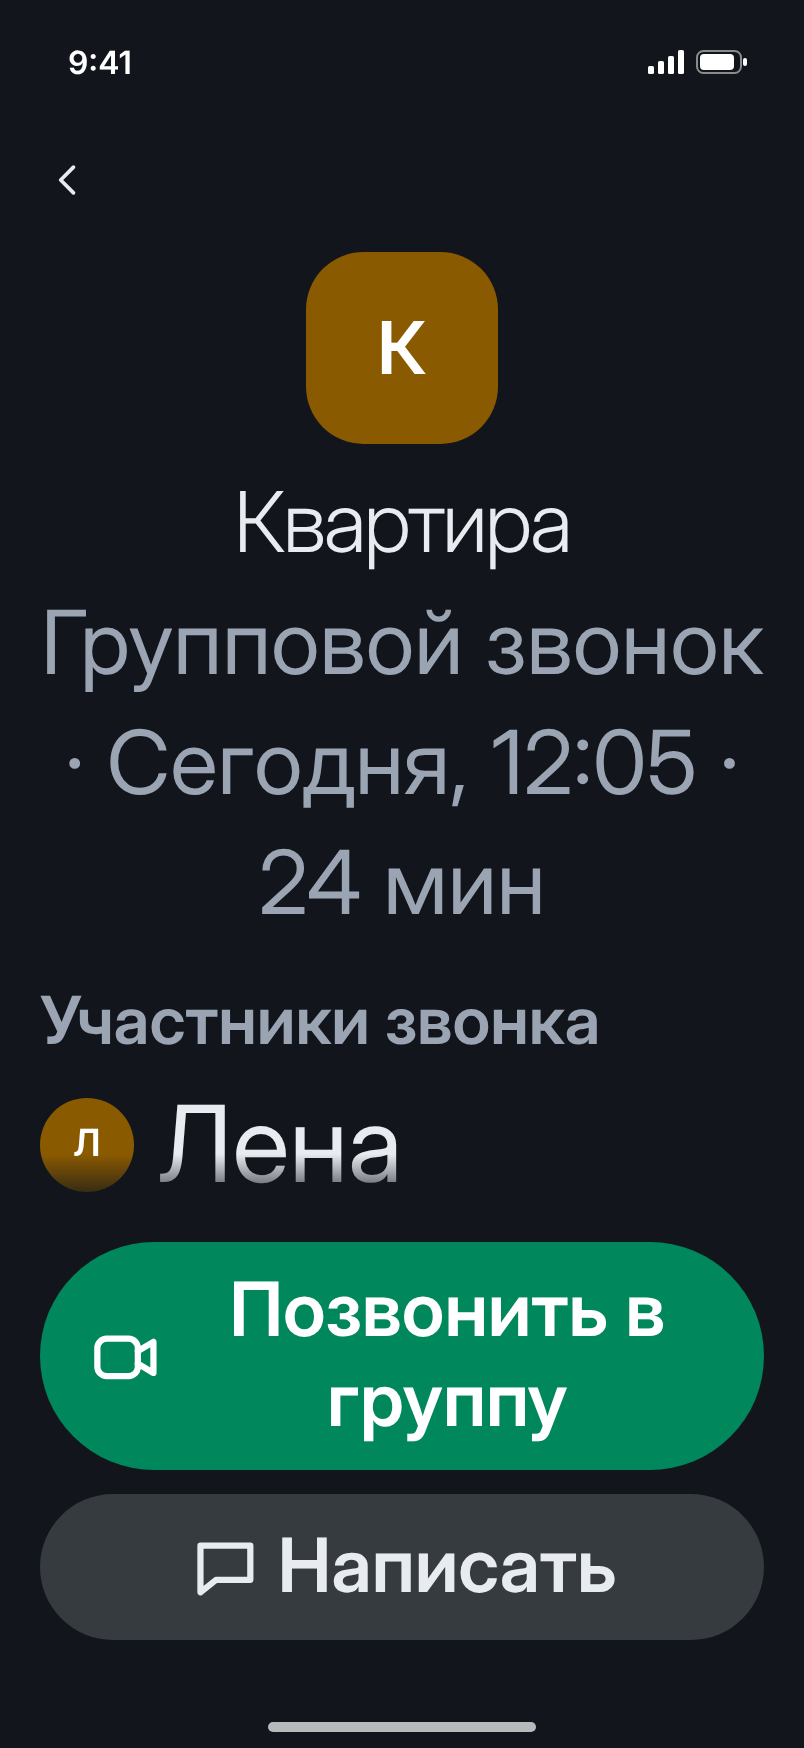 9:41
К
Квартира
Групповой звонок
· Сегодня, 12:05 ·
24 мин
Участники звонка
Л
Лена
Позвонить в
группу
Написать